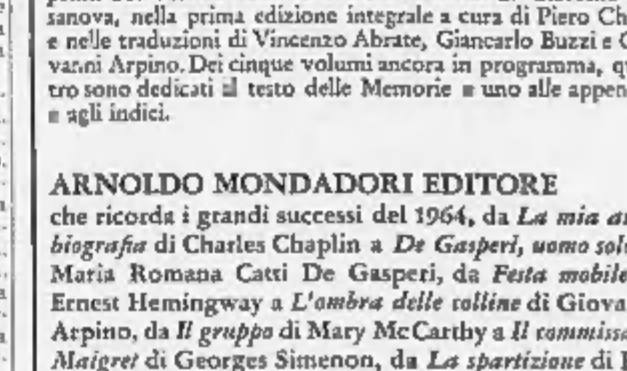 sanova, nella prima edizione integrale a cura di Piero Ch
e nelle traduzioni di Vincenzo Abrate, Giancarlo Buzzi e G
vanni Arpino. Dei cinque volumi ancora in programma, qu
tro sono dedicati al testo delle Memorie e uno alle appen
e agli indici.
ARNOLDO MONDADORI EDITORE
che ricorda i grandi successi del 1964, da La mia au
biografia di Charles Chaplin a De Gasperi, uomo solo
Maria Romana Catti De Gasperi, da Festa mobile
Ernest Hemingway a L'ombra delle colline di Giova
Arpino, da Il gruppo di Mary McCarthy a Il commissa
Maigret di Georges Simenon, da La spartizione di P